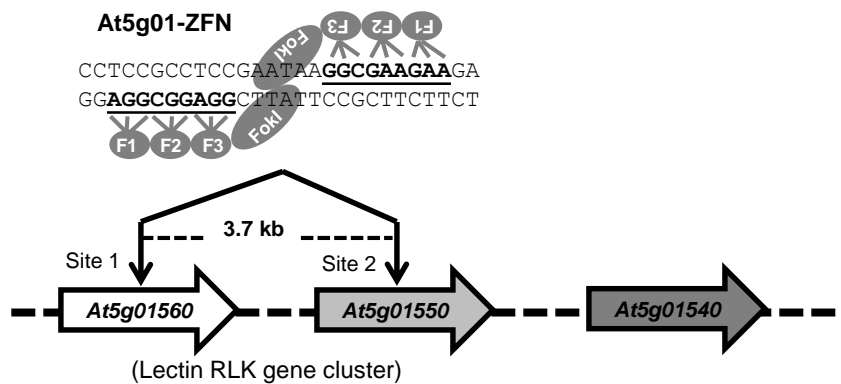 At5g01-ZFN
FokI F3 F2 F1
CCTCCGCCTCCGAATAAGGCGAAGAAGA
GGAGGCGGAGGCTTATTCCGCTTCTTCT
F1 F2 F3 FokI
3.7 kb
Site 1 Site 2
At5g01560 At5g01550 At5g01540
(Lectin RLK gene cluster)